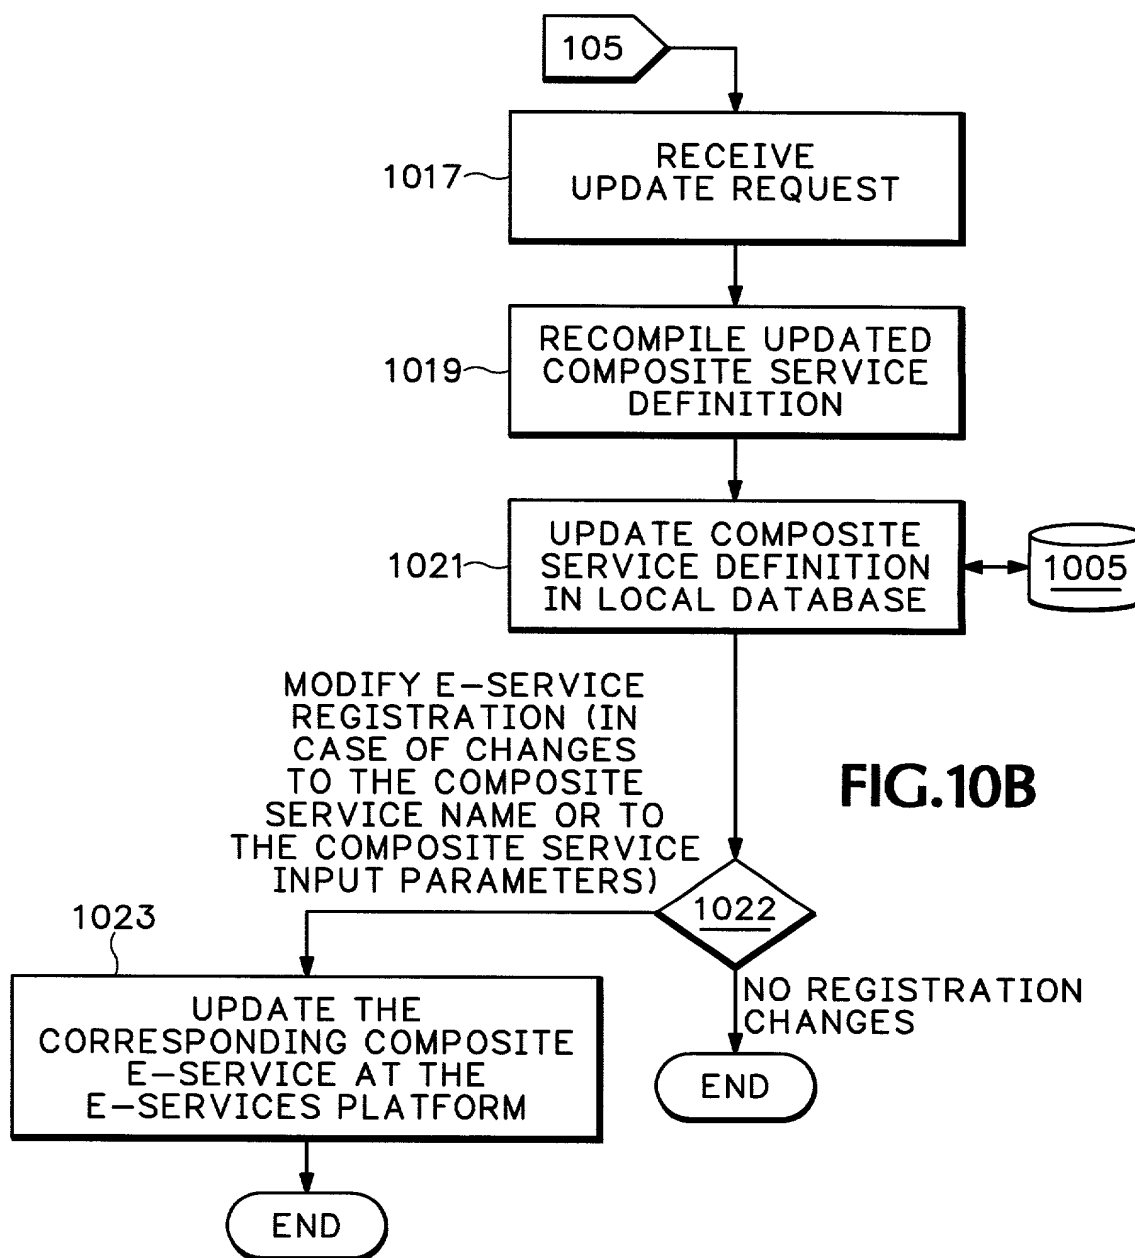 105
1017
RECEIVE
UPDATE REQUEST
1019
RECOMPILE UPDATED
COMPOSITE SERVICE
DEFINITION
1021
UPDATE COMPOSITE
SERVICE DEFINITION
IN LOCAL DATABASE
1005
MODIFY E-SERVICE
REGISTRATION (IN
CASE OF CHANGES
TO THE COMPOSITE
SERVICE NAME OR TO
THE COMPOSITE SERVICE
INPUT PARAMETERS)
FIG.10B
1022
1023
UPDATE THE
CORRESPONDING COMPOSITE
E-SERVICE AT THE
E-SERVICES PLATFORM
NO REGISTRATION
CHANGES
END
END